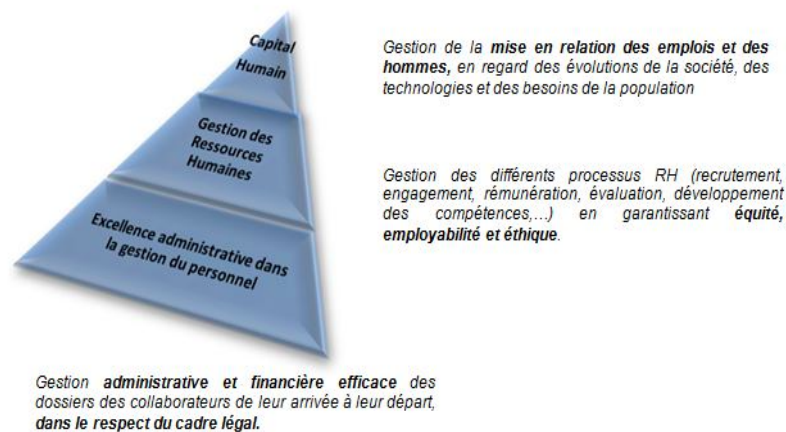 Capital
Humain
Gestion de la mise en relation des emplois et des
hommes, en regard des évolutions de la société, des
technologies et des besoins de la population
Gestion des
Ressources
Humaines
Gestion des différents processus RH (recrutement,
engagement, rémunération, évaluation, développement
des compétences,...) en garantissant équité,
employabilité et éthique.
Excellence administrative dans
la gestion du personnel
Gestion administrative et financière efficace des
dossiers des collaborateurs de leur arrivée à leur départ,
dans le respect du cadre légal.